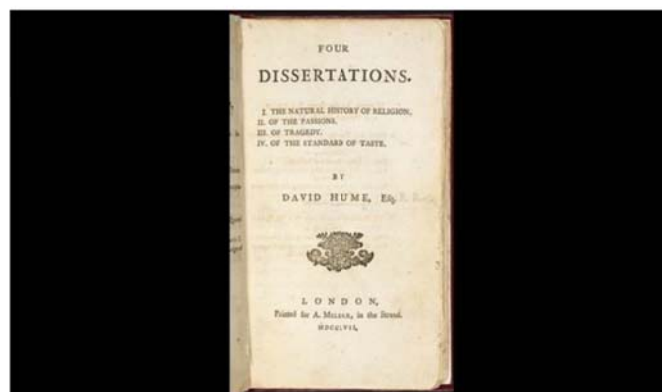 FOUR
DISSERTATIONS.
I. THE NATURAL HISTORY OF RELIGION.
II. OF THE PASSIONS.
III. OF TRAGEDY.
IV. OF THE STANDARD OF TASTE.
BY
DAVID HUME, Esq.
LONDON,
Printed for A. MILLAR, in the Strand.
MDCCLVII.